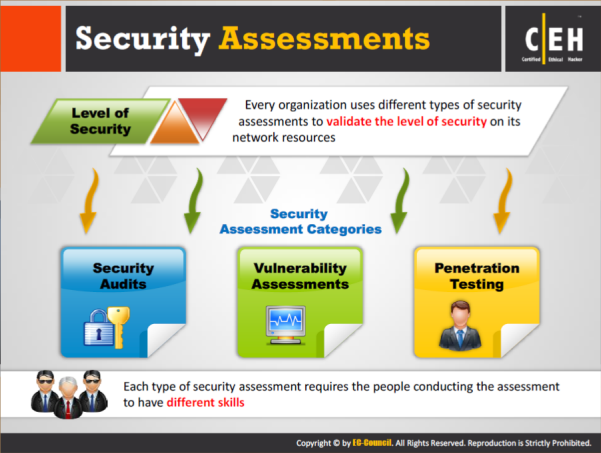 Security Assessments
CEH
Certified Ethical Hacker
Level of
Security
Every organization uses different types of security
assessments to validate the level of security on its
network resources
Security
Assessment Categories
Security
Audits
Vulnerability
Assessments
Penetration
Testing
Each type of security assessment requires the people conducting the assessment
to have different skills
Copyright © by EC-Council. All Rights Reserved. Reproduction is Strictly Prohibited.